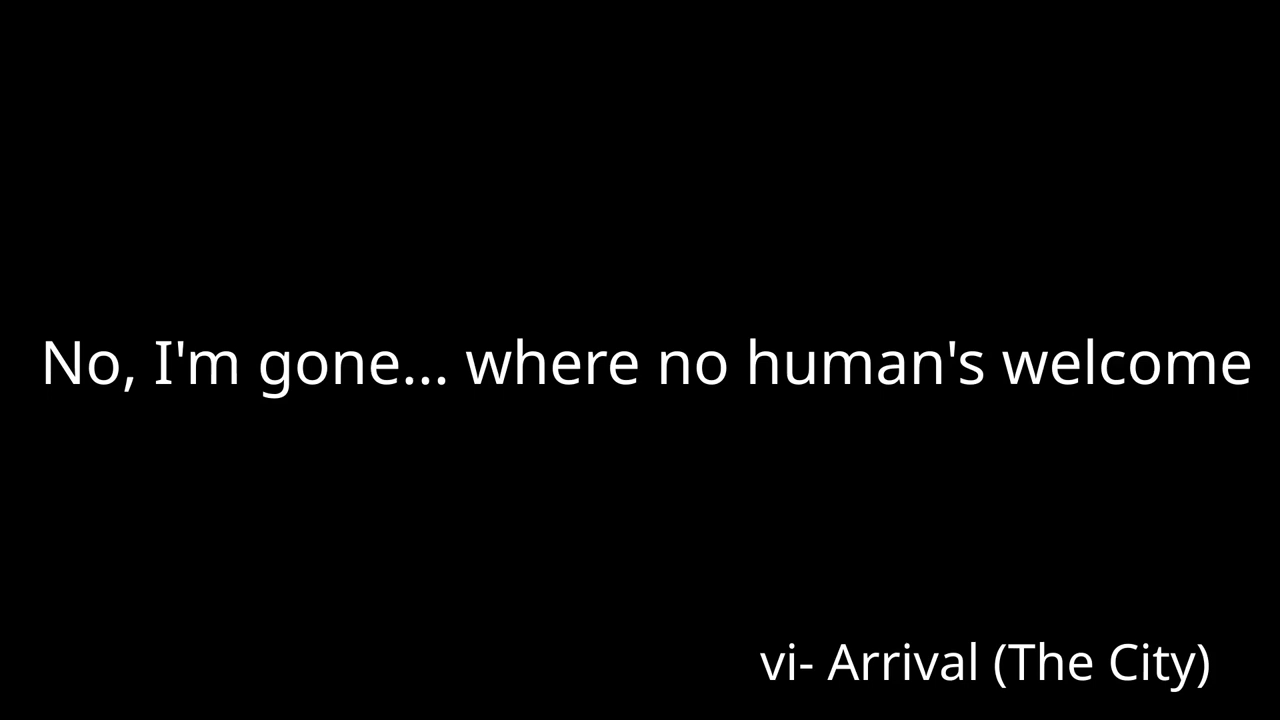 No, I'm gone... where no human's welcome
vi- Arrival (The City)